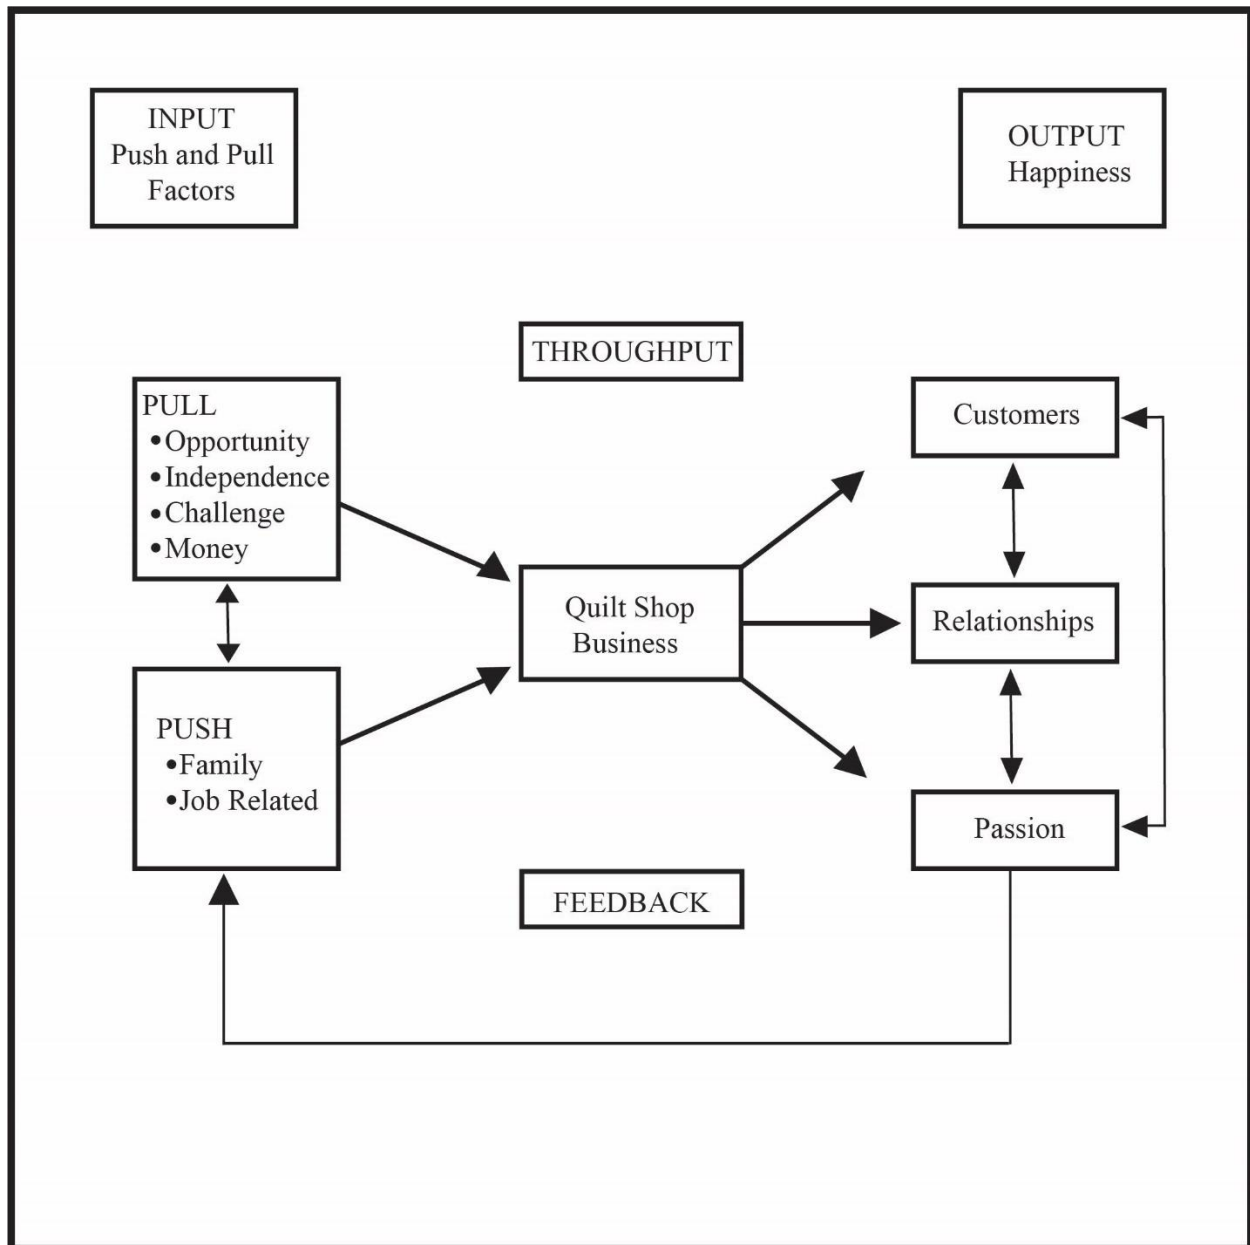 INPUT
Push and Pull
Factors
OUTPUT
Happiness
THROUGHPUT
PULL
•Opportunity
•Independence
•Challenge
•Money
Customers
Quilt Shop
Business
Relationships
PUSH
•Family
•Job Related
Passion
FEEDBACK